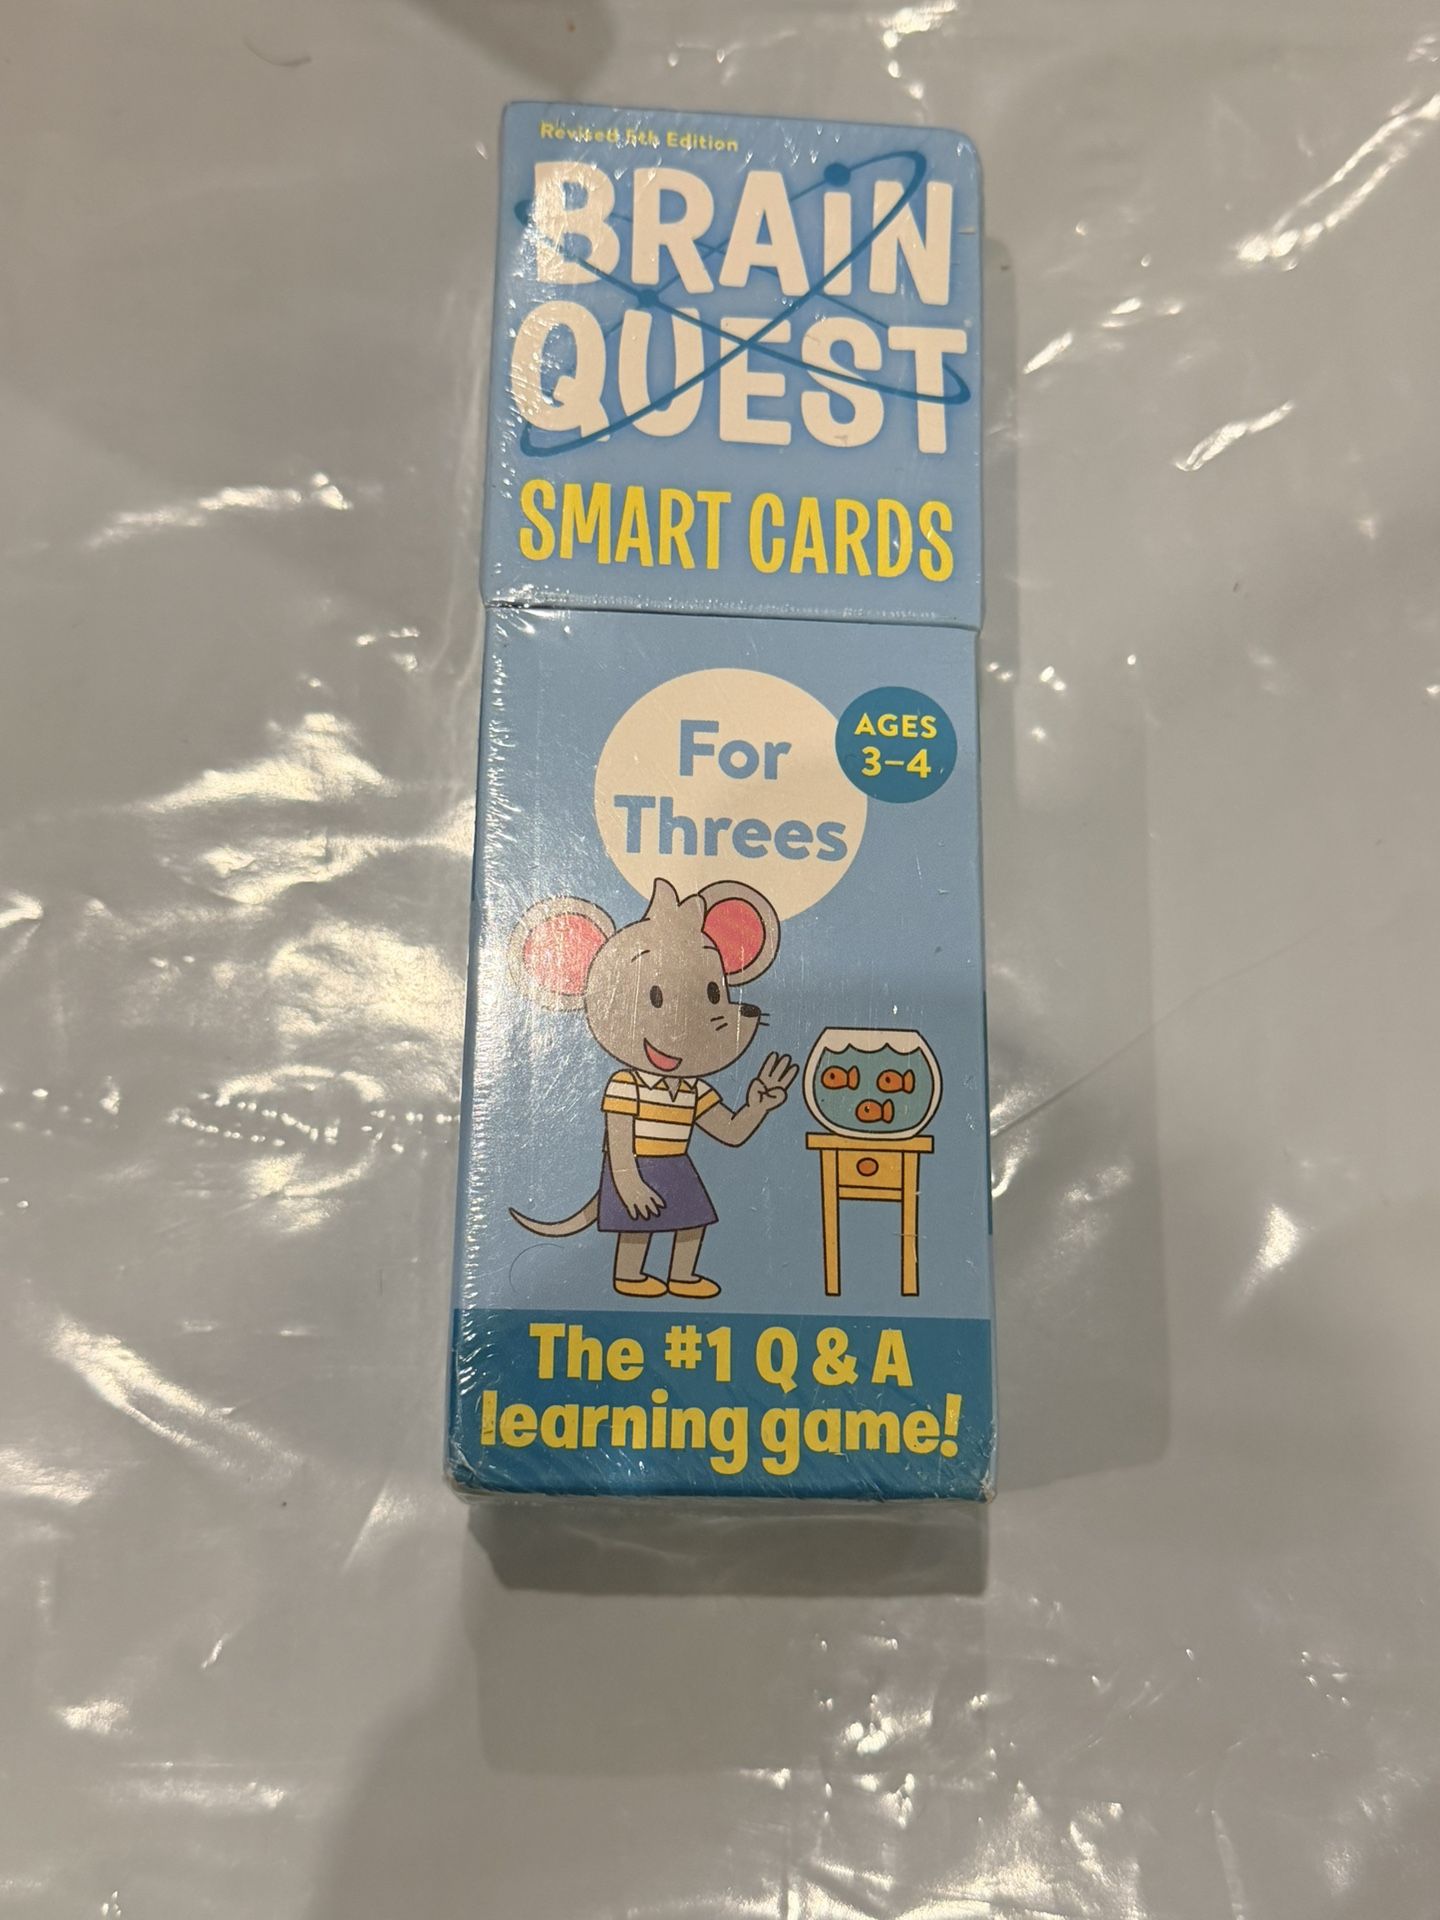 Revised 5th Edition
BRAIN
QUEST
SMART CARDS
For
Threes
AGES
3–4
The #1 Q & A
learning game!